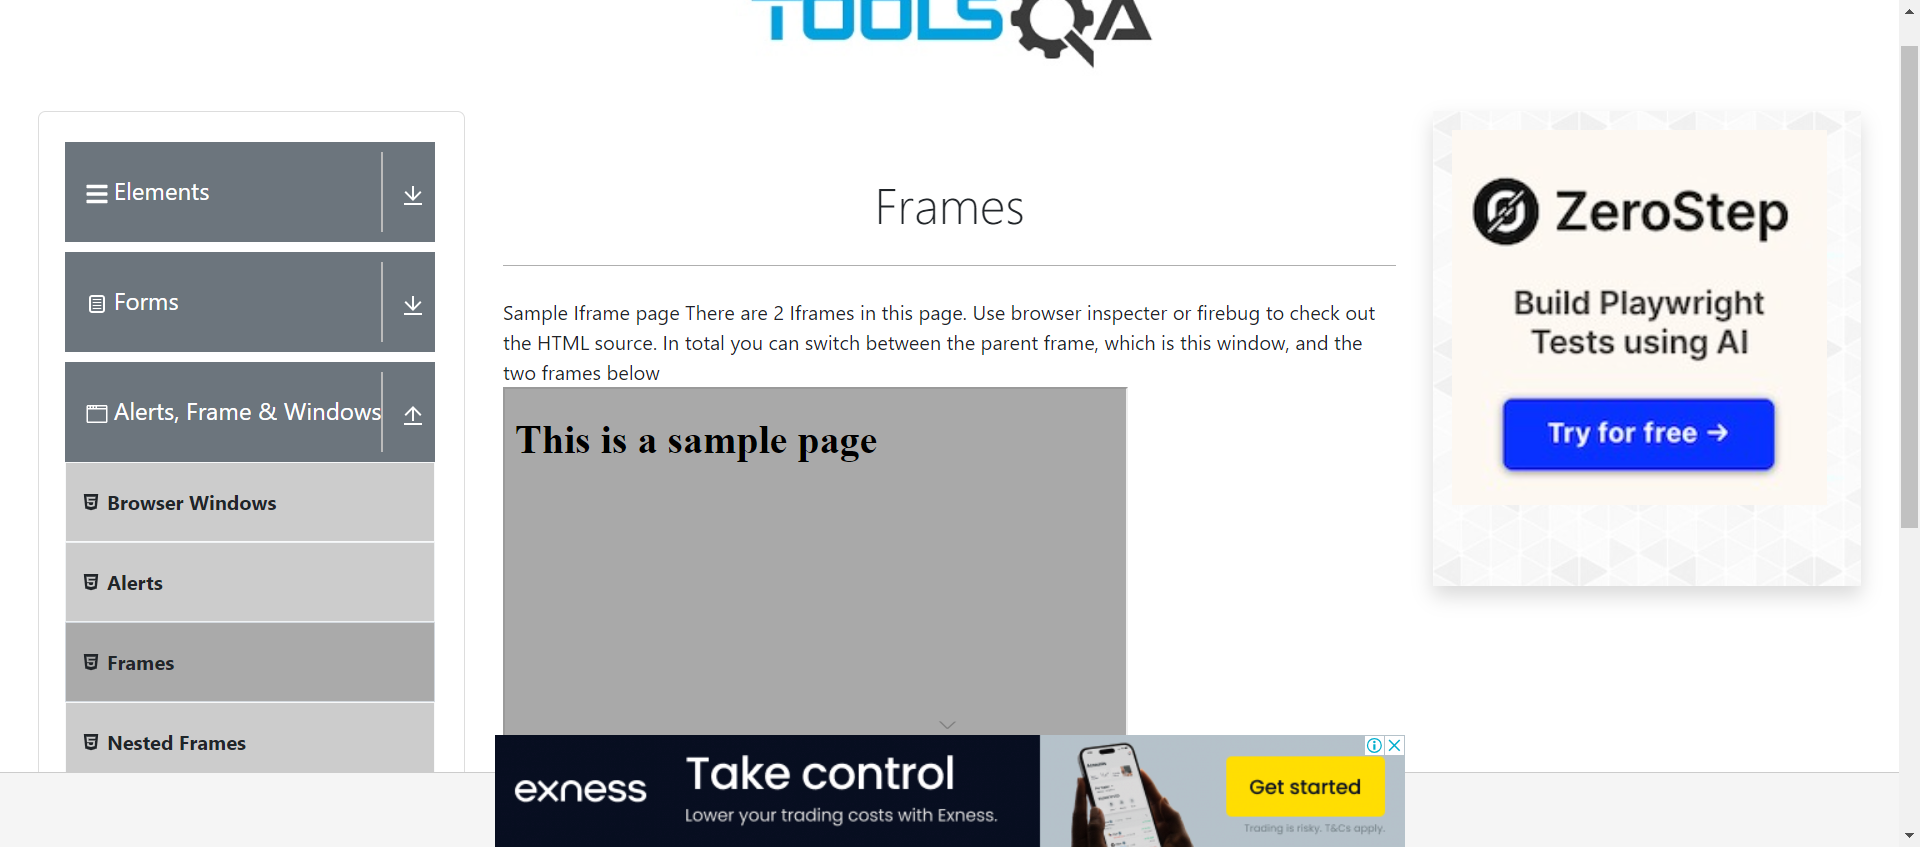 TOOLSQA
Elements
Forms
Alerts, Frame & Windows
Browser Windows
Alerts
Frames
Nested Frames
Frames
Sample Iframe page There are 2 Iframes in this page. Use browser inspecter or firebug to check out
the HTML source. In total you can switch between the parent frame, which is this window, and the
two frames below
This is a sample page
ZeroStep
Build Playwright
Tests using AI
Try for free →
exness
Take control
Lower your trading costs with Exness.
Get started
Trading is risky. T&Cs apply.